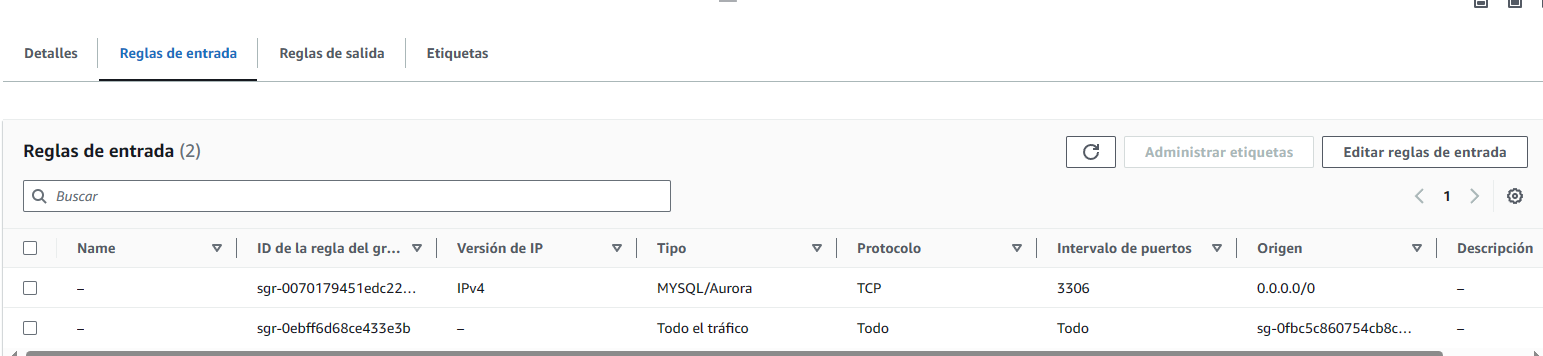 Detalles Reglas de entrada Reglas de salida Etiquetas
Reglas de entrada (2) Administrar etiquetas Editar reglas de entrada
Buscar 1
Name ID de la regla del gr... Versión de IP Tipo Protocolo Intervalo de puertos Origen Descripción
– sgr-0070179451edc22... IPv4 MYSQL/Aurora TCP 3306 0.0.0.0/0 –
– sgr-0ebff6d68ce433e3b – Todo el tráfico Todo Todo sg-0fbc5c860754cb8c... –